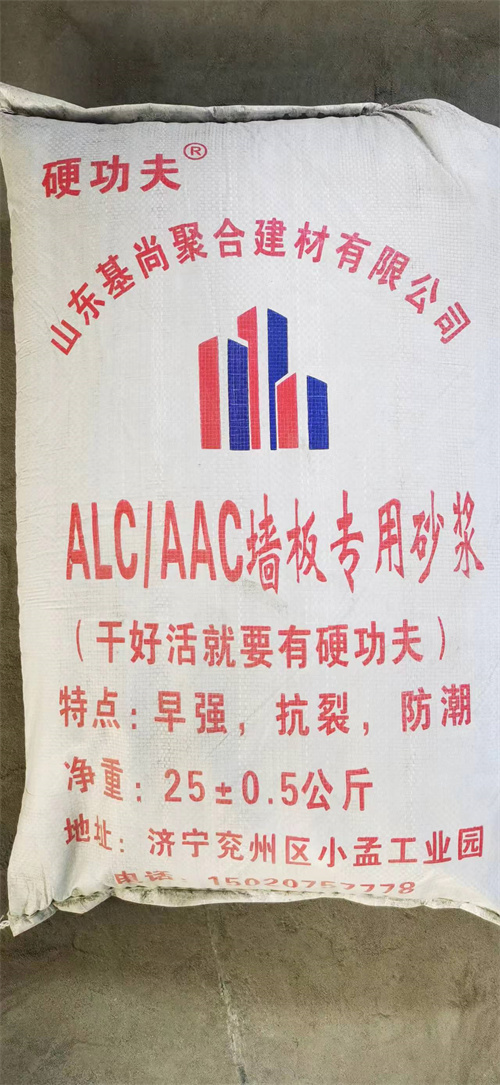 硬功夫®
山东基尚聚合建材有限公司
ALC/AAC墙板专用砂浆
（干好活就要有硬功夫）
特点：早强，抗裂，防潮
净重：25±0.5公斤
地址：济宁兖州区小孟工业园
电话：15020757778